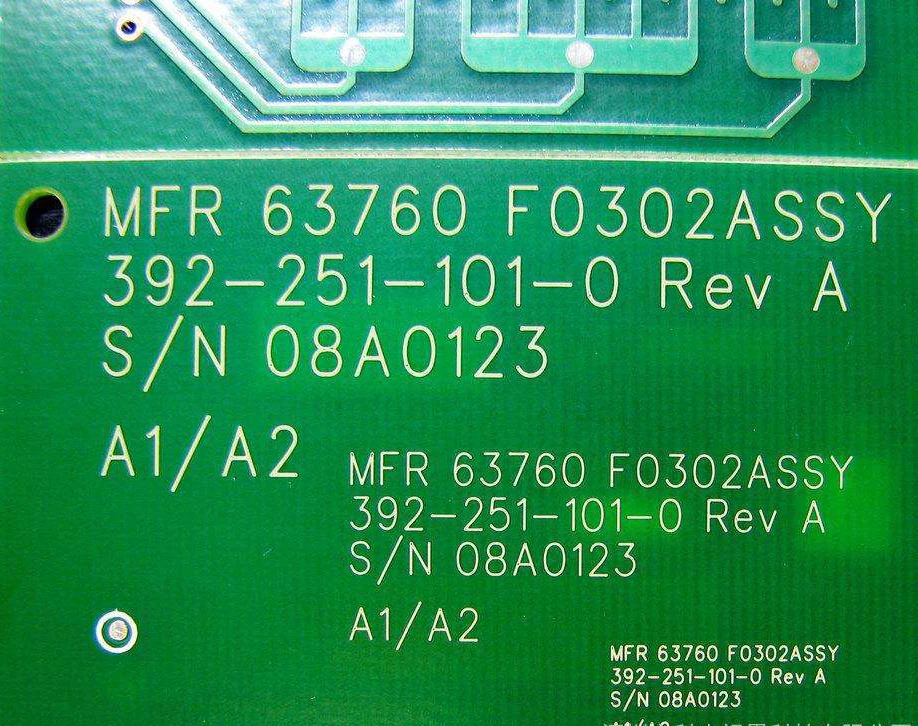 MFR 63760 F0302ASSY
392-251-101-0 Rev A
S/N 08A0123
A1/A2
MFR 63760 F0302ASSY
392-251-101-0 Rev A
S/N 08A0123
A1/A2
MFR 63760 F0302ASSY
392-251-101-0 Rev A
S/N 08A0123